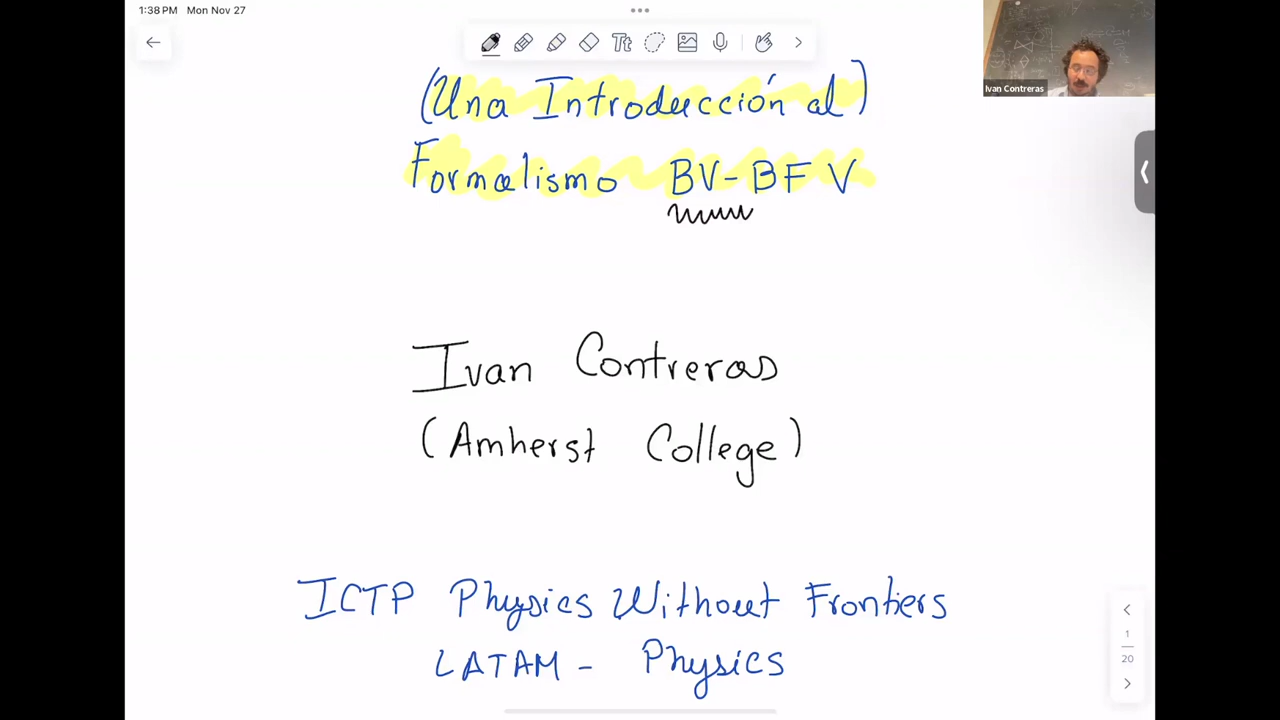 1:38 PM Mon Nov 27
Tt
Ivan Contreras
(Una Introducción al)
Formalismo BV-BFV
Ivan Contreras
(Amherst College)
ICTP Physics Without Frontiers
LATAM - Physics
1
20